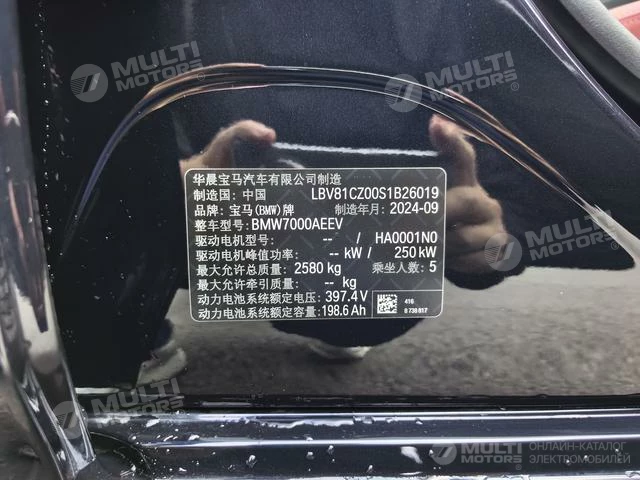 MULTI
MOTORS
MULTI
MOTORS
华晨宝马汽车有限公司制造
制造国: 中国 LBV81CZ00S1B26019
品牌: 宝马(BMW)牌 制造年月: 2024-09
整车型号: BMW7000AEEV
驱动电机型号: -- / HA0001N0
驱动电机峰值功率: -- kW / 250 kW
最大允许总质量: 2580 kg 乘坐人数: 5
最大允许牵引质量: -- kg
动力电池系统额定电压: 397.4 V
动力电池系统额定容量: 198.6 Ah
416
8 738 817
MULTI
MOTORS
MULTI
MOTORS
MULTI
MOTORS
ОНЛАЙН-КАТАЛОГ
ЭЛЕКТРОМОБИЛЕЙ